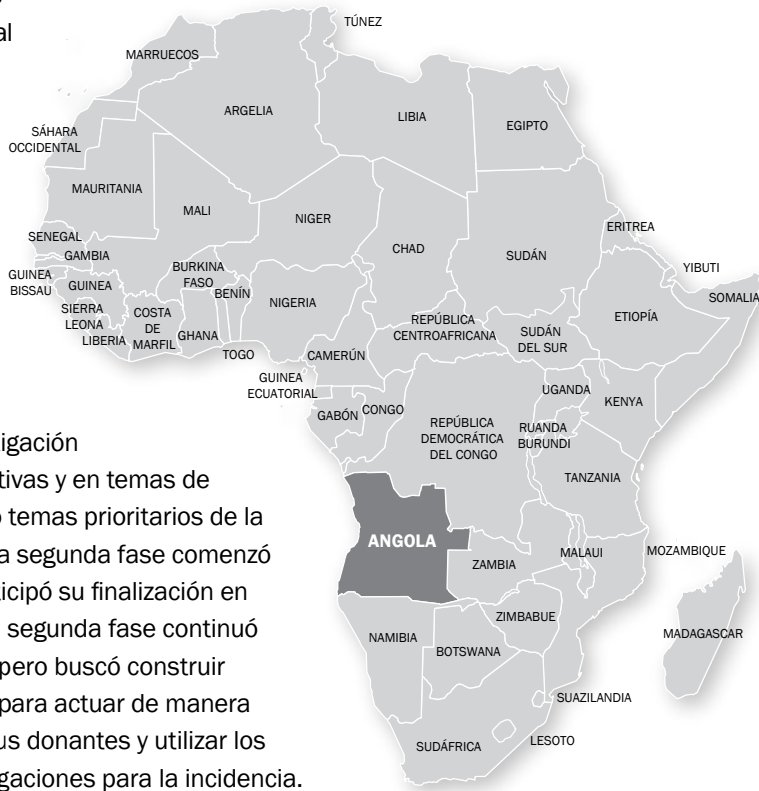 al
TÚNEZ
MARRUECOS
ARGELIA
LIBIA
EGIPTO
SÁHARA
OCCIDENTAL
MAURITANIA
MALI
NIGER
CHAD
SUDÁN
ERITREA
YIBUTI
SOMALIA
SENEGAL
GAMBIA
GUINEA
BISSAU
GUINEA
SIERRA
LEONA
LIBERIA
COSTA
DE
MARFIL
BURKINA
FASO
GHANA
BENÍN
TOGO
NIGERIA
CAMERÚN
GUINEA
ECUATORIAL
REPÚBLICA
CENTROAFRICANA
SUDÁN
DEL SUR
ETIOPÍA
GABÓN
CONGO
REPÚBLICA
DEMOCRÁTICA
DEL CONGO
UGANDA
KENYA
RUANDA
BURUNDI
TANZANIA
ANGOLA
ZAMBIA
MALAUI
MOZAMBIQUE
MADAGASCAR
NAMIBIA
ZIMBABUE
BOTSWANA
SUAZILANDIA
SUDÁFRICA
LESOTO
tigación
tivas y en temas de
o temas prioritarios de la
a segunda fase comenzó
icipó su finalización en
segunda fase continuó
pero buscó construir
para actuar de manera
us donantes y utilizar los
gaciones para la incidencia.